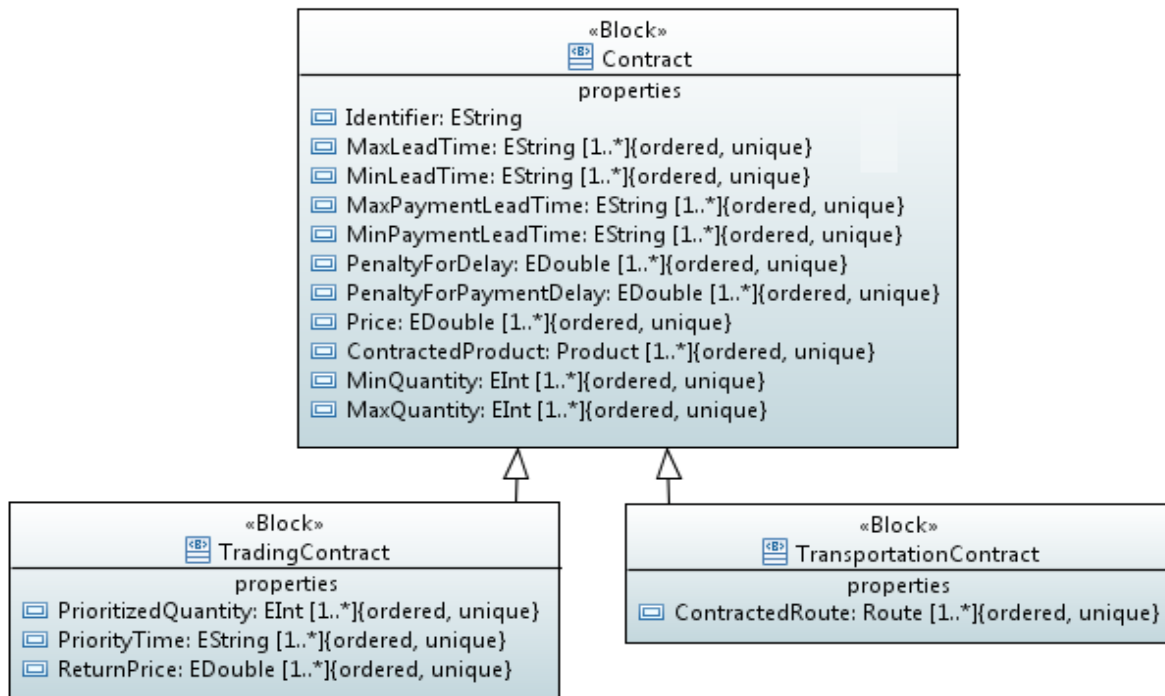 «Block»
Contract
properties
Identifier: EString
MaxLeadTime: EString [1..*]{ordered, unique}
MinLeadTime: EString [1..*]{ordered, unique}
MaxPaymentLeadTime: EString [1..*]{ordered, unique}
MinPaymentLeadTime: EString [1..*]{ordered, unique}
PenaltyForDelay: EDouble [1..*]{ordered, unique}
PenaltyForPaymentDelay: EDouble [1..*]{ordered, unique}
Price: EDouble [1..*]{ordered, unique}
ContractedProduct: Product [1..*]{ordered, unique}
MinQuantity: EInt [1..*]{ordered, unique}
MaxQuantity: EInt [1..*]{ordered, unique}
«Block»
TradingContract
properties
PrioritizedQuantity: EInt [1..*]{ordered, unique}
PriorityTime: EString [1..*]{ordered, unique}
ReturnPrice: EDouble [1..*]{ordered, unique}
«Block»
TransportationContract
properties
ContractedRoute: Route [1..*]{ordered, unique}